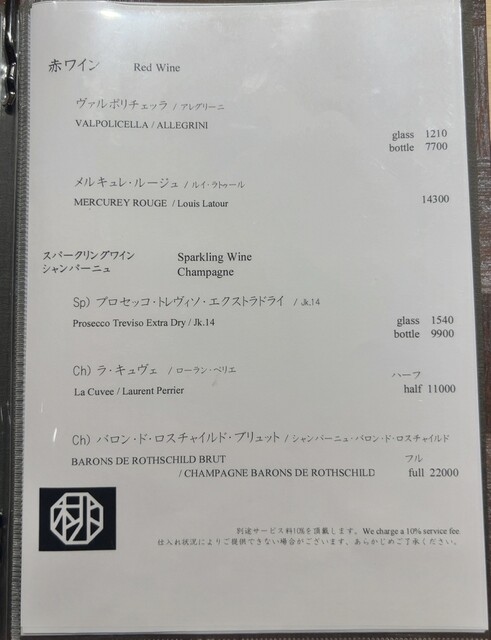 赤ワイン Red Wine
ヴァルポリチェッラ / アレグリーニ
VALPOLICELLA / ALLEGRINI
glass 1210
bottle 7700
メルキュレ・ルージュ / ルイ・ラトゥール
MERCUREY ROUGE / Louis Latour 14300
スパークリングワイン Sparkling Wine
シャンパーニュ Champagne
Sp) プロセッコ・トレヴィソ・エクストラドライ / Jk.14
Prosecco Treviso Extra Dry / Jk.14 glass 1540
bottle 9900
Ch) ラ・キュヴェ / ローラン・ペリエ ハーフ
La Cuvee / Laurent Perrier half 11000
Ch) バロン・ド・ロスチャイルド・ブリュット / シャンパーニュ・バロン・ド・ロスチャイルド
BARONS DE ROTHSCHILD BRUT フル
/ CHAMPAGNE BARONS DE ROTHSCHILD full 22000
別途サービス料10%を頂戴します。 We charge a 10% service fee
仕入れ状況によりご提供できない場合がございます。あらかじめご了承ください。